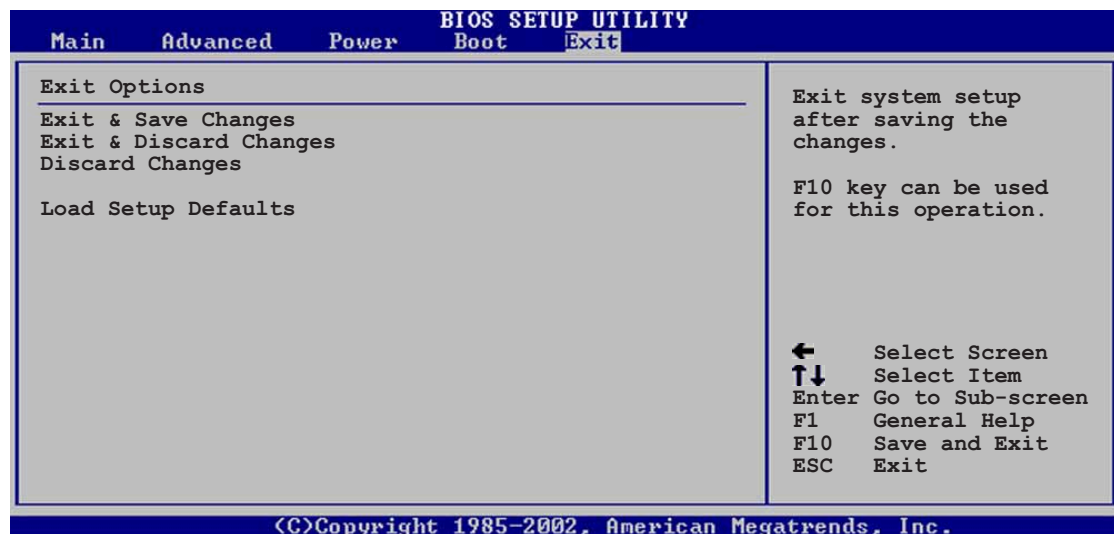 BIOS SETUP UTILITY
Main Advanced Power Boot Exit
Exit Options
Exit & Save Changes
Exit & Discard Changes
Discard Changes
Load Setup Defaults
Exit system setup
after saving the
changes.
F10 key can be used
for this operation.
← Select Screen
↑↓ Select Item
Enter Go to Sub-screen
F1 General Help
F10 Save and Exit
ESC Exit
(C)Copyright 1985-2002, American Megatrends, Inc.